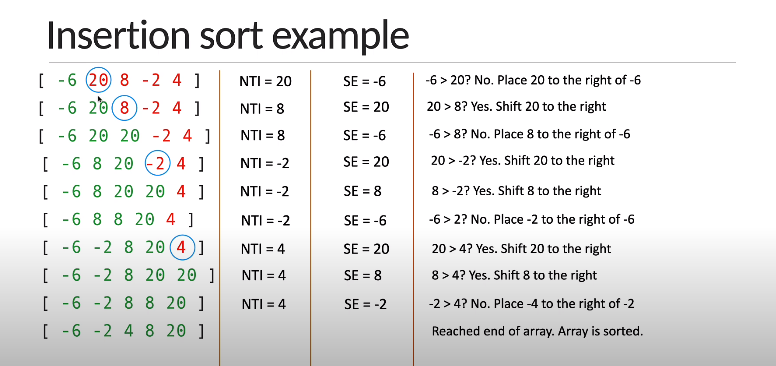 Insertion sort example
[ -6 20 8 -2 4 ] NTI = 20 SE = -6 -6 > 20? No. Place 20 to the right of -6
[ -6 20 8 -2 4 ] NTI = 8 SE = 20 20 > 8? Yes. Shift 20 to the right
[ -6 20 20 -2 4 ] NTI = 8 SE = -6 -6 > 8? No. Place 8 to the right of -6
[ -6 8 20 -2 4 ] NTI = -2 SE = 20 20 > -2? Yes. Shift 20 to the right
[ -6 8 20 20 4 ] NTI = -2 SE = 8 8 > -2? Yes. Shift 8 to the right
[ -6 8 8 20 4 ] NTI = -2 SE = -6 -6 > 2? No. Place -2 to the right of -6
[ -6 -2 8 20 4 ] NTI = 4 SE = 20 20 > 4? Yes. Shift 20 to the right
[ -6 -2 8 20 20 ] NTI = 4 SE = 8 8 > 4? Yes. Shift 8 to the right
[ -6 -2 8 8 20 ] NTI = 4 SE = -2 -2 > 4? No. Place -4 to the right of -2
[ -6 -2 4 8 20 ] Reached end of array. Array is sorted.